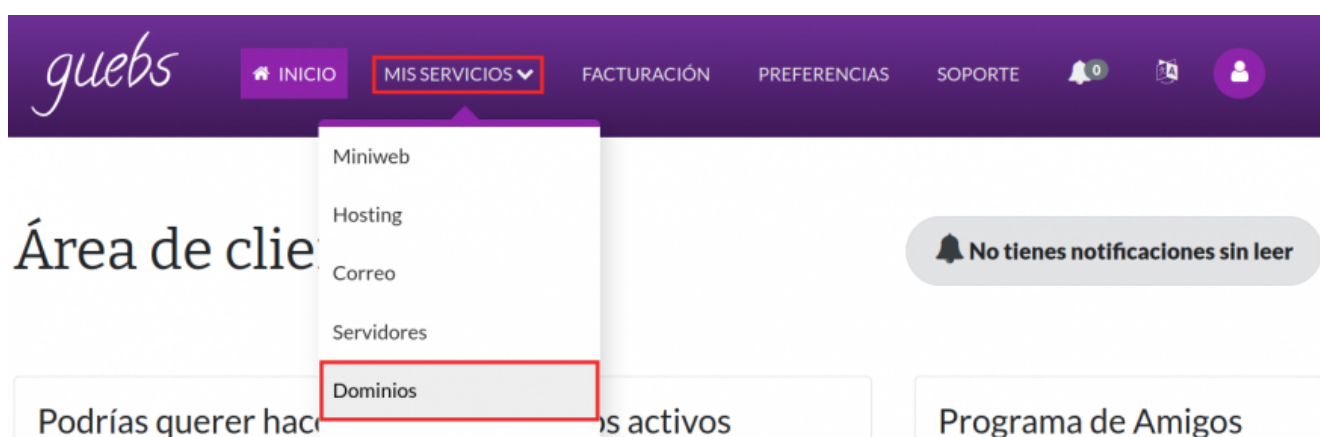 guebs
INICIO MIS SERVICIOS FACTURACIÓN PREFERENCIAS SOPORTE 0
Miniweb
Hosting
Área de clie
No tienes notificaciones sin leer
Correo
Servidores
Dominios
Podrías querer hac
os activos
Programa de Amigos